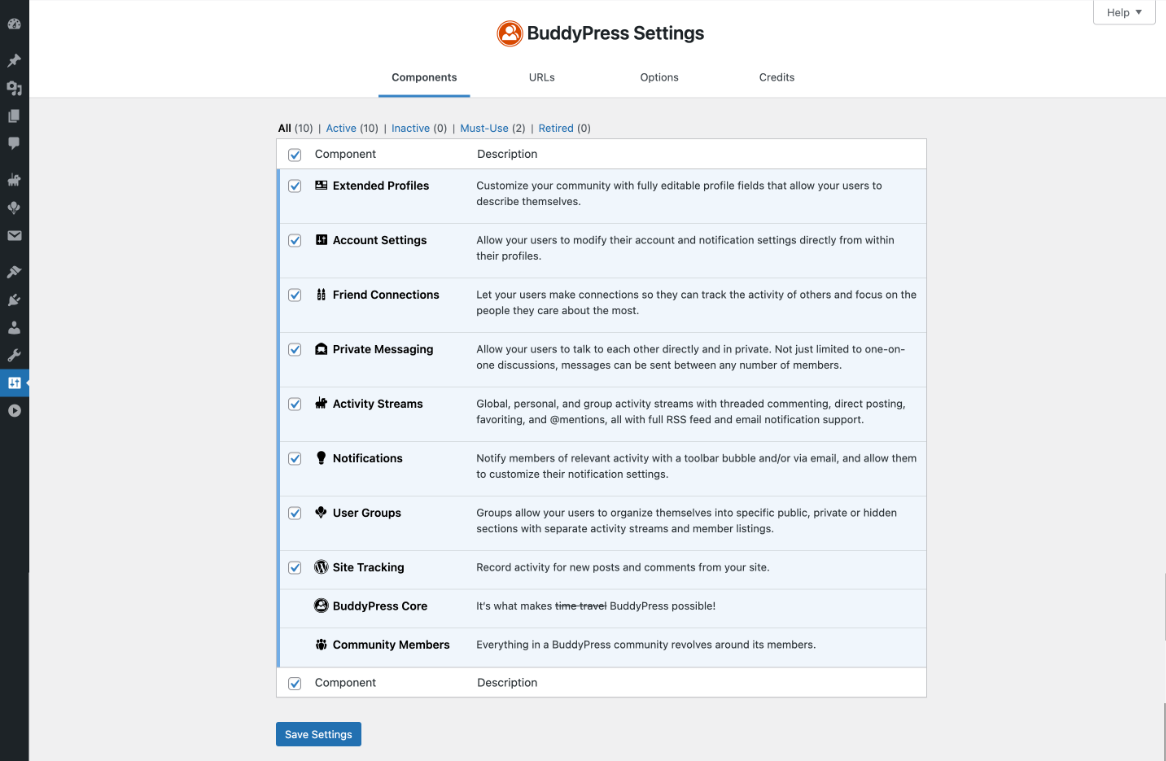 Help
BuddyPress Settings
Components URLs Options Credits
All (10) | Active (10) | Inactive (0) | Must-Use (2) | Retired (0)
Component Description
Extended Profiles Customize your community with fully editable profile fields that allow your users to
describe themselves.
Account Settings Allow your users to modify their account and notification settings directly from within
their profiles.
Friend Connections Let your users make connections so they can track the activity of others and focus on the
people they care about the most.
Private Messaging Allow your users to talk to each other directly and in private. Not just limited to one-on-
one discussions, messages can be sent between any number of members.
Activity Streams Global, personal, and group activity streams with threaded commenting, direct posting,
favoriting, and @mentions, all with full RSS feed and email notification support.
Notifications Notify members of relevant activity with a toolbar bubble and/or via email, and allow them
to customize their notification settings.
User Groups Groups allow your users to organize themselves into specific public, private or hidden
sections with separate activity streams and member listings.
Site Tracking Record activity for new posts and comments from your site.
BuddyPress Core It's what makes time travel BuddyPress possible!
Community Members Everything in a BuddyPress community revolves around its members.
Component Description
Save Settings